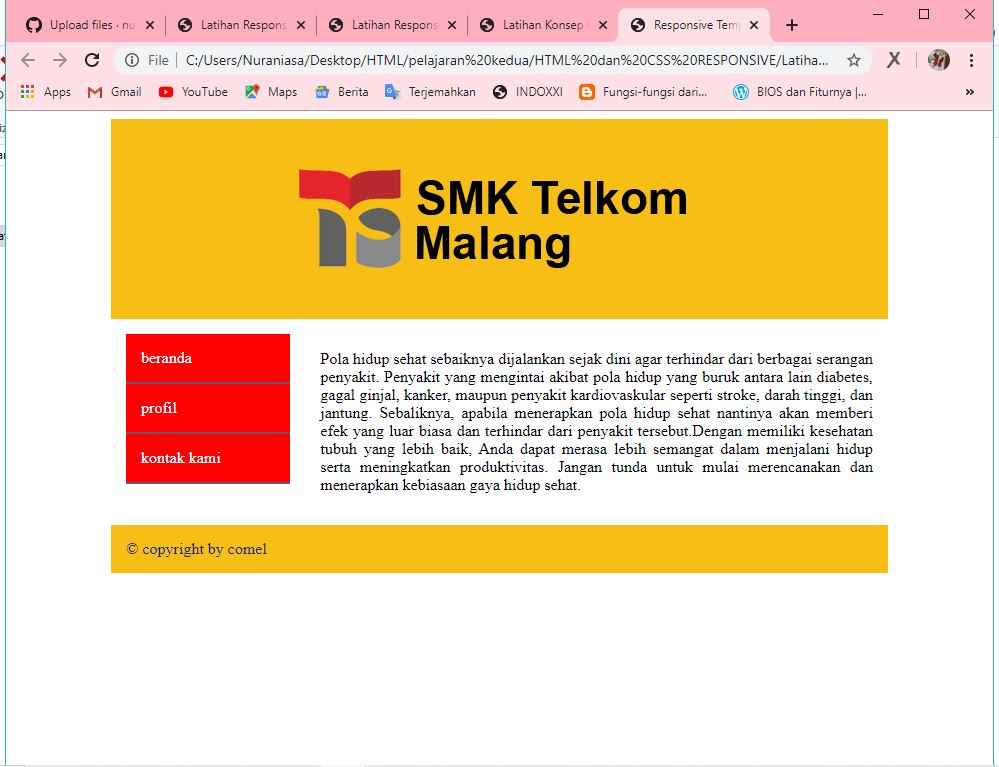 Upload files · nu
Latihan Respons
Latihan Respons
Latihan Konsep
Responsive Tem
File
C:/Users/Nuraniasa/Desktop/HTML/pelajaran%20kedua/HTML%20dan%20CSS%20RESPONSIVE/Latiha...
Apps
Gmail
YouTube
Maps
Berita
Terjemahkan
INDOXXI
Fungsi-fungsi dari...
BIOS dan Fiturnya |...
SMK Telkom
Malang
beranda
profil
kontak kami
Pola hidup sehat sebaiknya dijalankan sejak dini agar terhindar dari berbagai serangan
penyakit. Penyakit yang mengintai akibat pola hidup yang buruk antara lain diabetes,
gagal ginjal, kanker, maupun penyakit kardiovaskular seperti stroke, darah tinggi, dan
jantung. Sebaliknya, apabila menerapkan pola hidup sehat nantinya akan memberi
efek yang luar biasa dan terhindar dari penyakit tersebut.Dengan memiliki kesehatan
tubuh yang lebih baik, Anda dapat merasa lebih semangat dalam menjalani hidup
serta meningkatkan produktivitas. Jangan tunda untuk mulai merencanakan dan
menerapkan kebiasaan gaya hidup sehat.
© copyright by comel